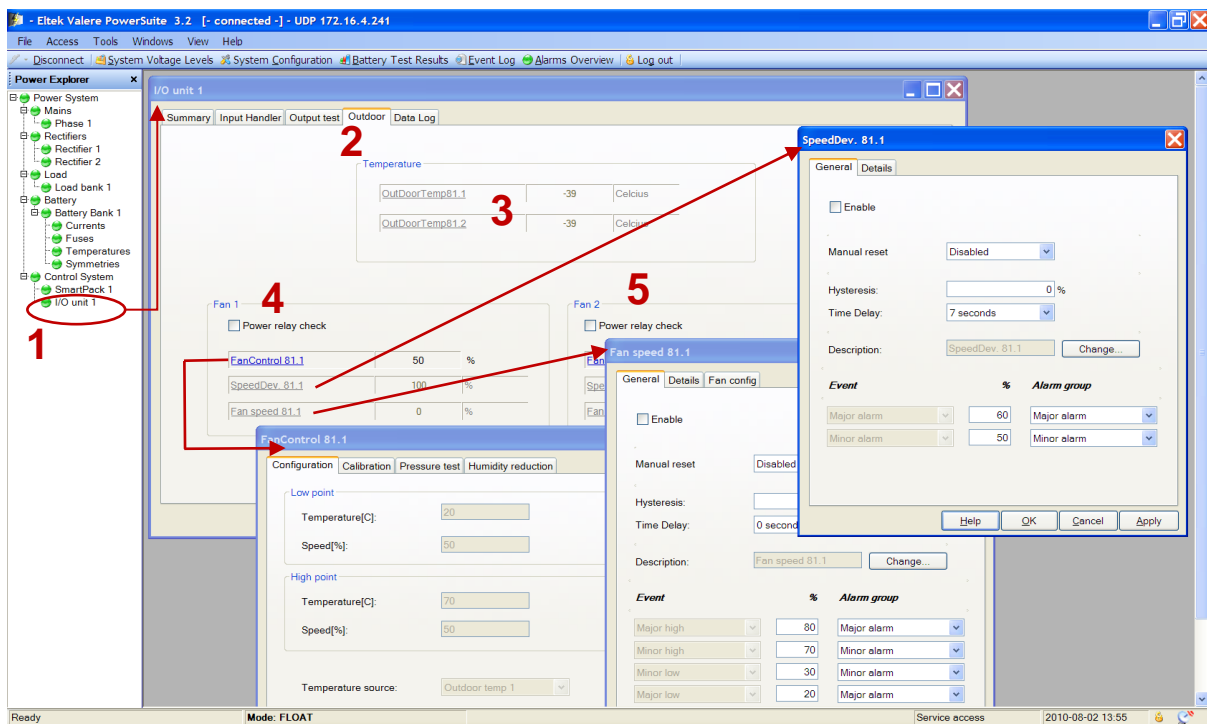 - Eltek Valere PowerSuite 3.2 [- connected -] - UDP 172.16.4.241
File Access Tools Windows View Help
Disconnect System Voltage Levels System Configuration Battery Test Results Event Log Alarms Overview Log out
Power Explorer x
Power System
Mains
Phase 1
Rectifiers
Rectifier 1
Rectifier 2
Load
Load bank 1
Battery
Battery Bank 1
Currents
Fuses
Temperatures
Symmetries
Control System
SmartPack 1
I/O unit 1
1
I/O unit 1
Summary Input Handler Output test Outdoor Data Log
2
Temperature
OutDoorTemp81.1 -39 Celcius
3
OutDoorTemp81.2 -39 Celcius
4
Fan 1
Power relay check
FanControl 81.1 50 %
SpeedDev. 81.1 100 %
Fan speed 81.1 0 %
5
Fan 2
Power relay check
Fan
Spe
Fan
FanControl 81.1
Configuration Calibration Pressure test Humidity reduction
Low point
Temperature[C]: 20
Speed[%]: 50
High point
Temperature[C]: 70
Speed[%]: 50
Temperature source: Outdoor temp 1
Fan speed 81.1
General Details Fan config
Enable
Manual reset Disabled
Hysteresis:
Time Delay: 0 second
Description: Fan speed 81.1 Change...
Event % Alarm group
Major high 80 Major alarm
Minor high 70 Minor alarm
Minor low 30 Minor alarm
Major low 20 Major alarm
SpeedDev. 81.1
General Details
Enable
Manual reset Disabled
Hysteresis: 0 %
Time Delay: 7 seconds
Description: SpeedDev. 81.1 Change...
Event % Alarm group
Major alarm 60 Major alarm
Minor alarm 50 Minor alarm
Help OK Cancel Apply
Ready Mode: FLOAT Service access 2010-08-02 13:55